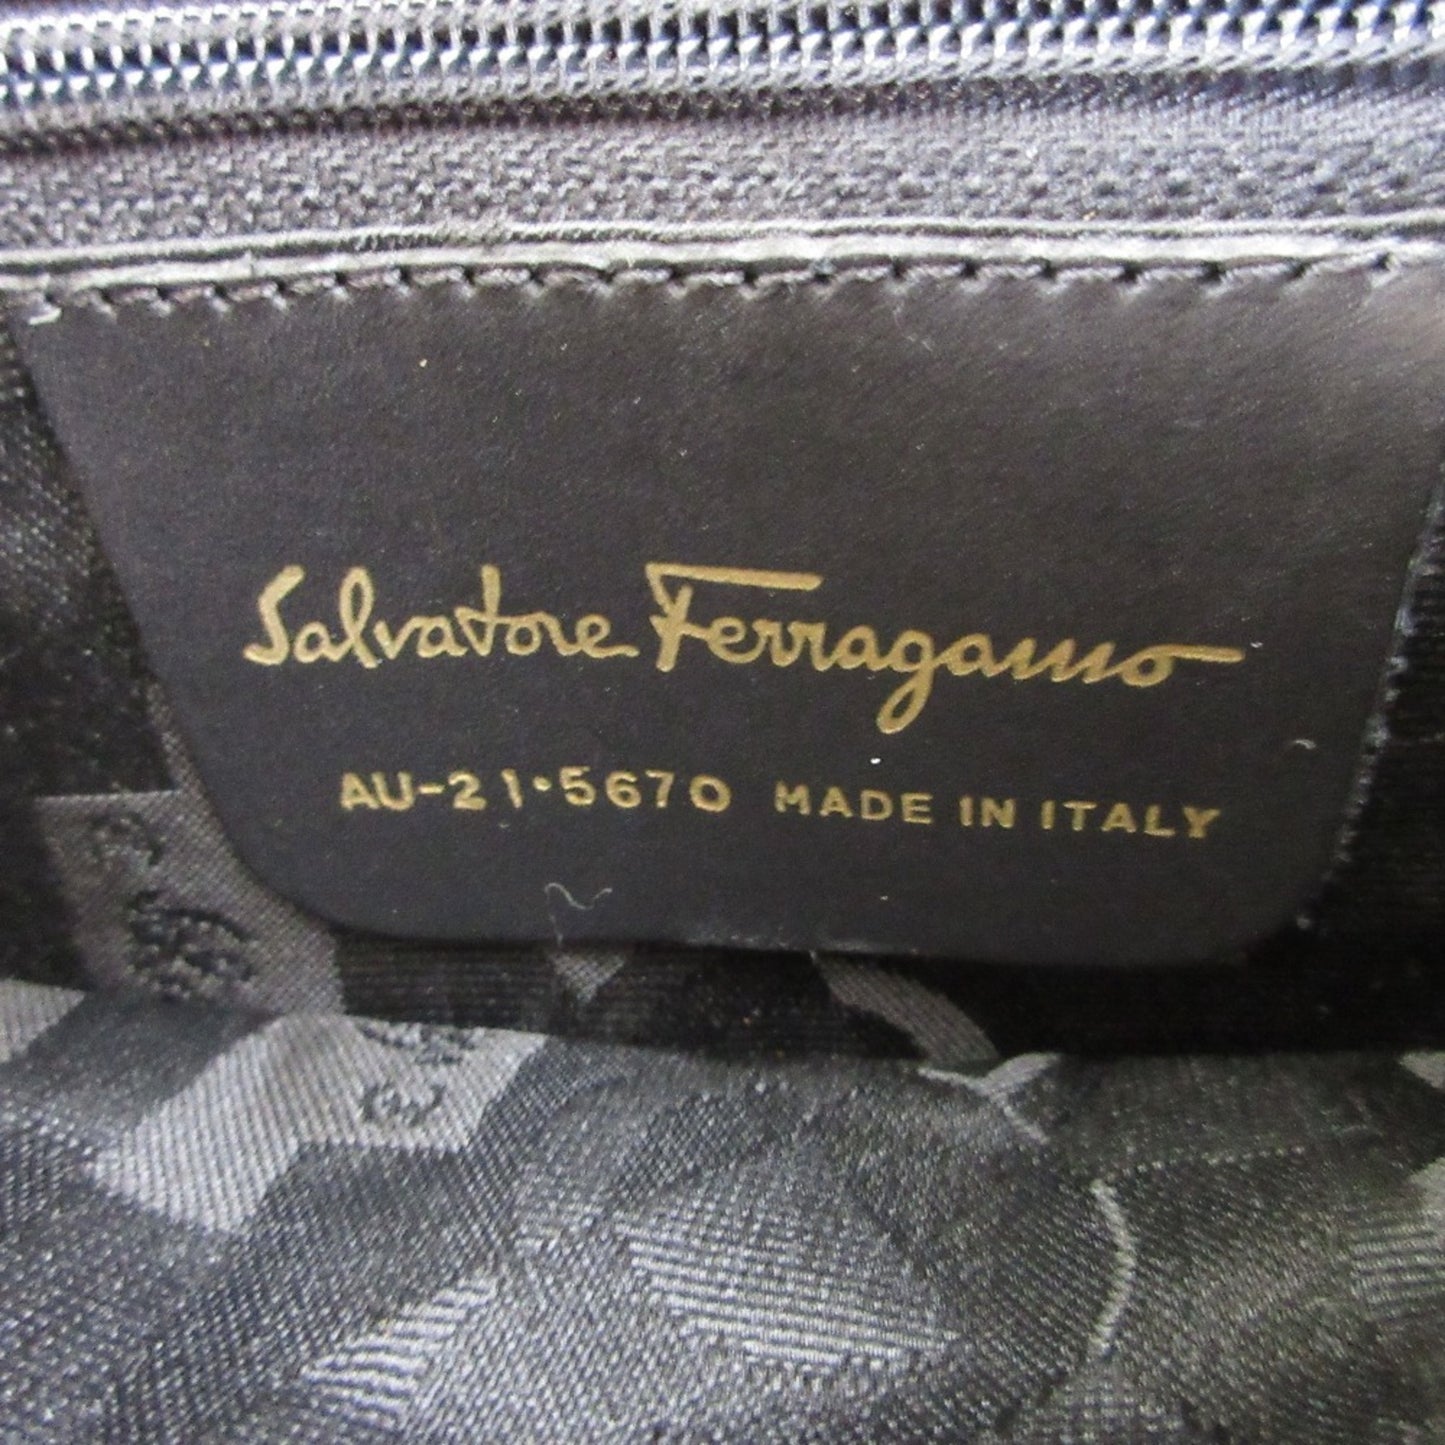 Salvatore Ferragamo
AU-21•5670 MADE IN ITALY